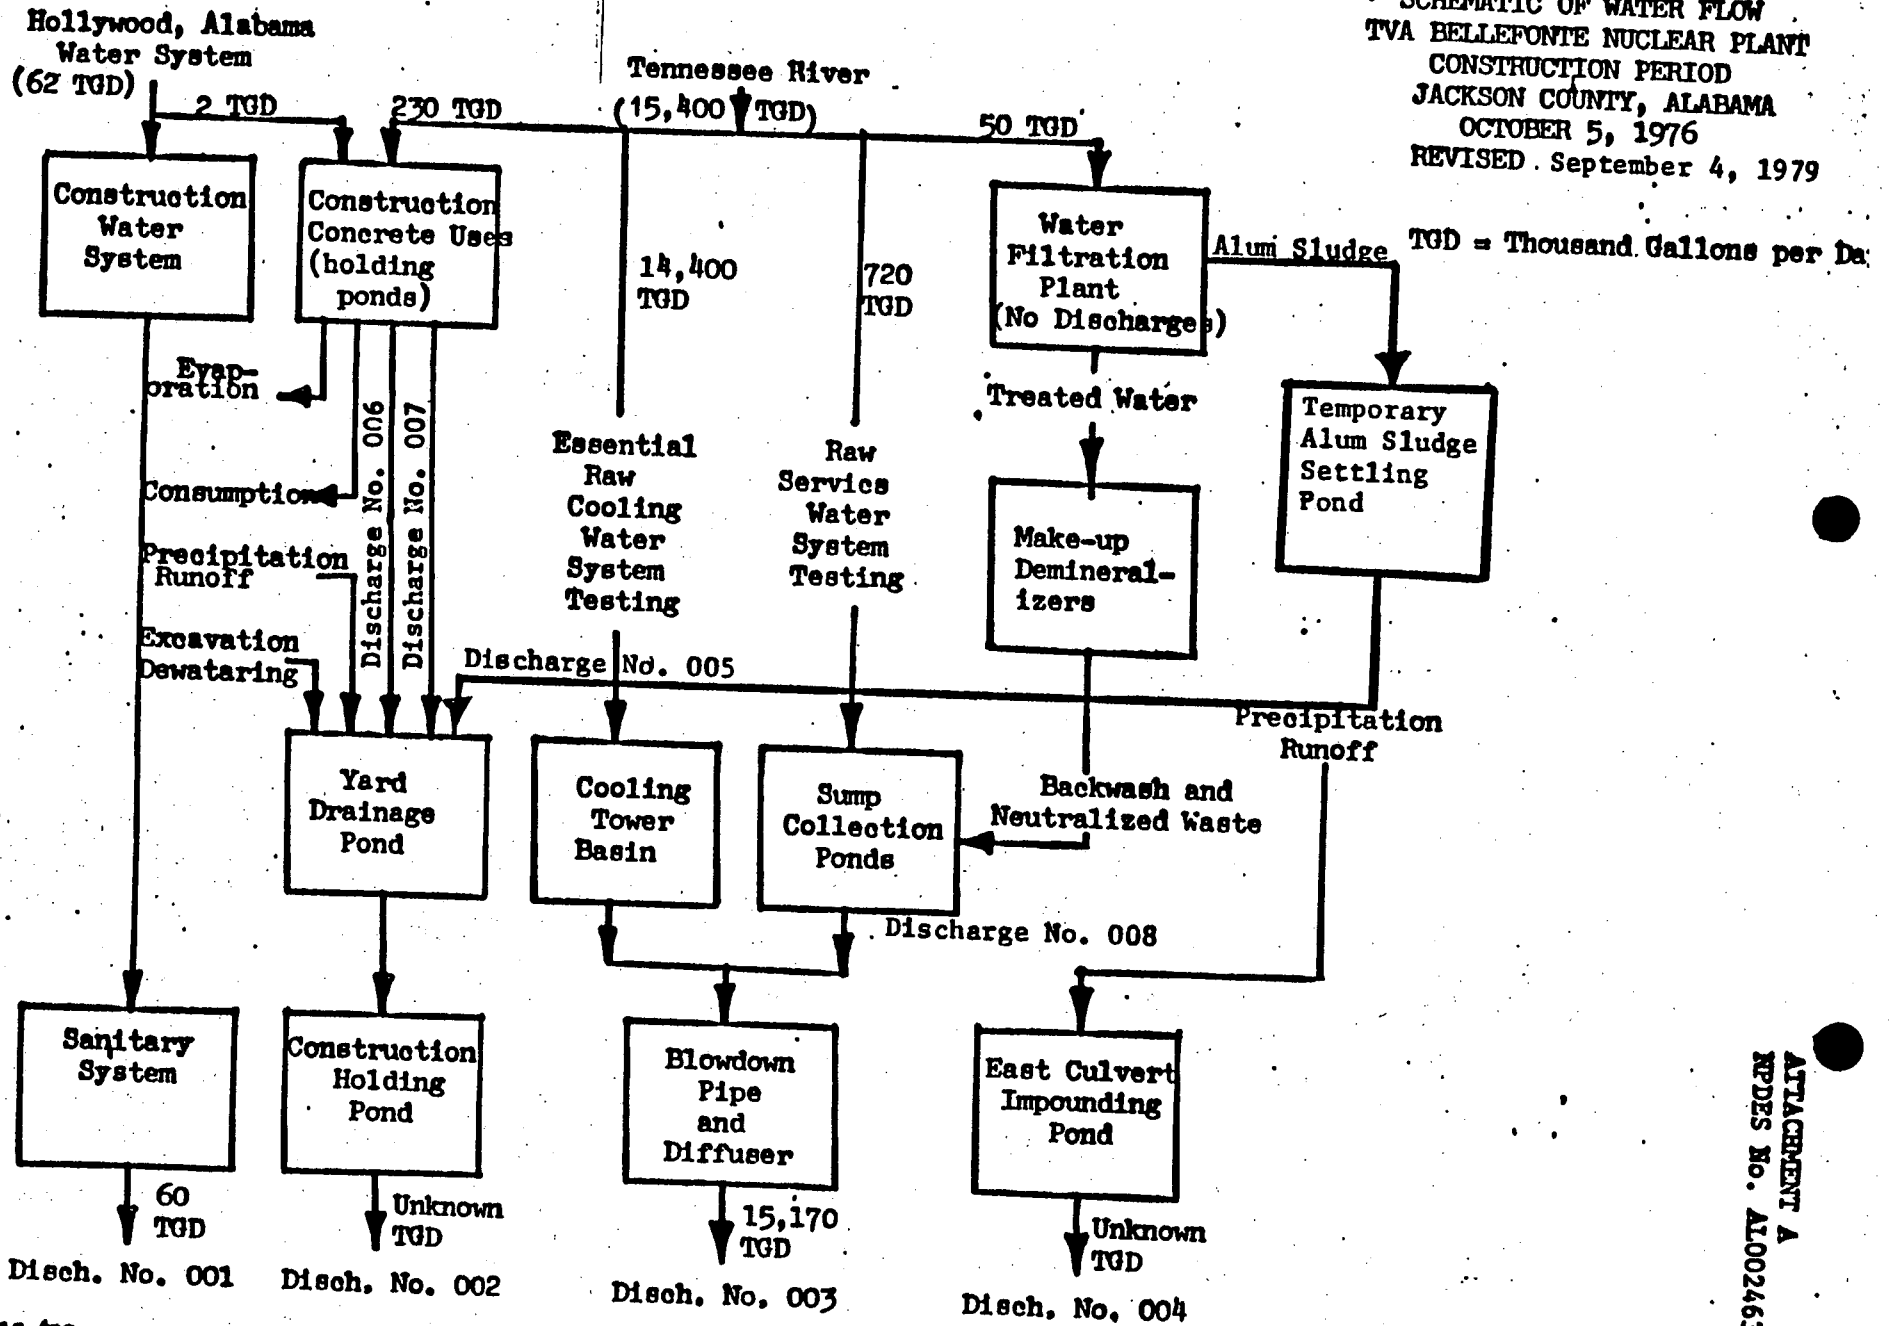 Hollywood, Alabama
Water System
(62 TGD)
2 TGD
230 TGD
Tennessee River
(15,400 TGD)
50 TGD
SCHEMATIC OF WATER FLOW
TVA BELLEFONTE NUCLEAR PLANT
CONSTRUCTION PERIOD
JACKSON COUNTY, ALABAMA
OCTOBER 5, 1976
REVISED. September 4, 1979
TGD = Thousand Gallons per Da
Construction
Water
System
Construction
Concrete Uses
(holding
ponds)
14,400
TGD
720
TGD
Water
Filtration
Plant
(No Discharges)
Alum Sludge
Evap-
oration
Consumption
Precipitation
Runoff
Excavation
Dewataring
Discharge No. 006
Discharge No. 007
Essential
Raw
Cooling
Water
System
Testing
Raw
Service
Water
System
Testing
Treated Water
Make-up
Demineral-
izers
Temporary
Alum Sludge
Settling
Pond
Discharge No. 005
Precipitation
Runoff
Yard
Drainage
Pond
Cooling
Tower
Basin
Sump
Collection
Ponds
Backwash and
Neutralized Waste
Discharge No. 008
Sanitary
System
Construction
Holding
Pond
Blowdown
Pipe
and
Diffuser
East Culvert
Impounding
Pond
60
TGD
Unknown
TGD
15,170
TGD
Unknown
TGD
Disch. No. 001
Disch. No. 002
Disch. No. 003
Disch. No. 004
ATTACHMENT A
NPDES No. AL002463